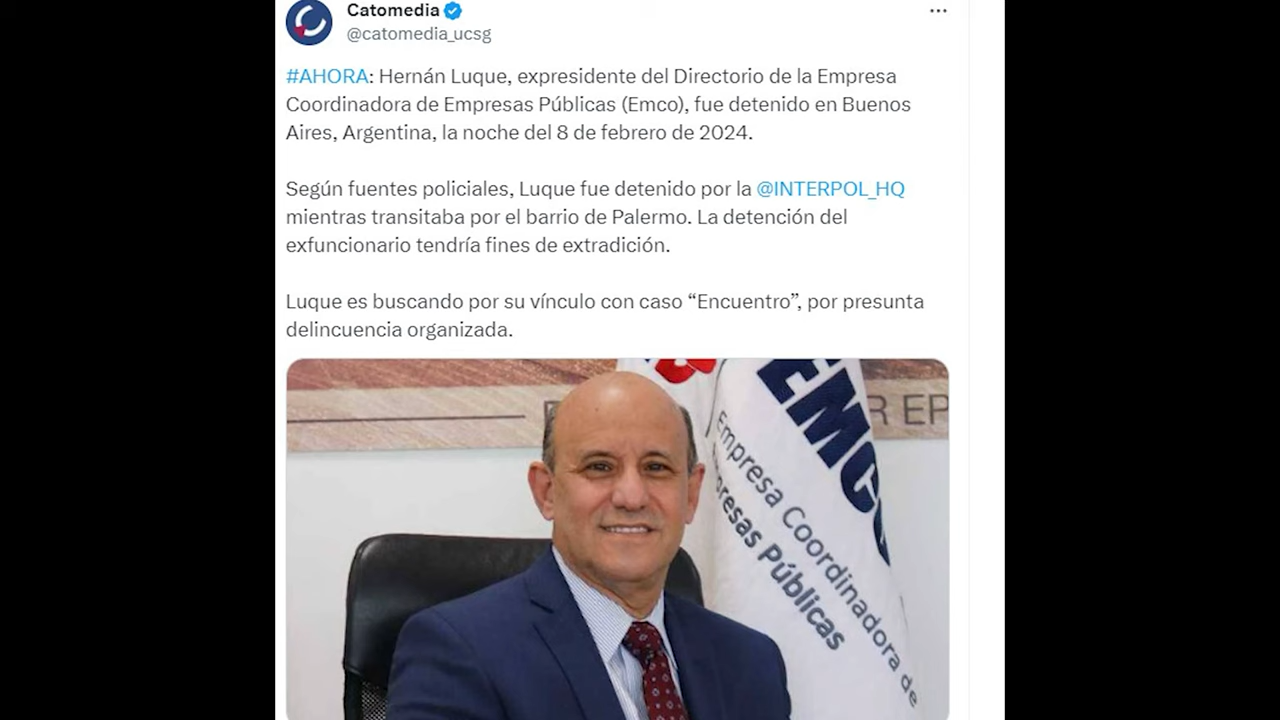 Catomedia
@catomedia_ucsg
#AHORA: Hernán Luque, expresidente del Directorio de la Empresa
Coordinadora de Empresas Públicas (Emco), fue detenido en Buenos
Aires, Argentina, la noche del 8 de febrero de 2024.
Según fuentes policiales, Luque fue detenido por la @INTERPOL_HQ
mientras transitaba por el barrio de Palermo. La detención del
exfuncionario tendría fines de extradición.
Luque es buscando por su vínculo con caso “Encuentro”, por presunta
delincuencia organizada.
R EP
EMCO
Empresa Coordinadora de
presas Públicas